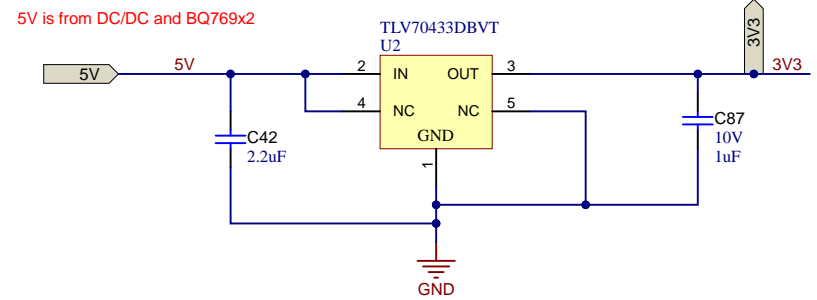 5V is from DC/DC and BQ769x2
TLV70433DBVT
U2
3V3
5V
5V
2
IN
OUT
3
3V3
4
NC
NC
5
GND
1
C42
2.2uF
C87
10V
1uF
GND